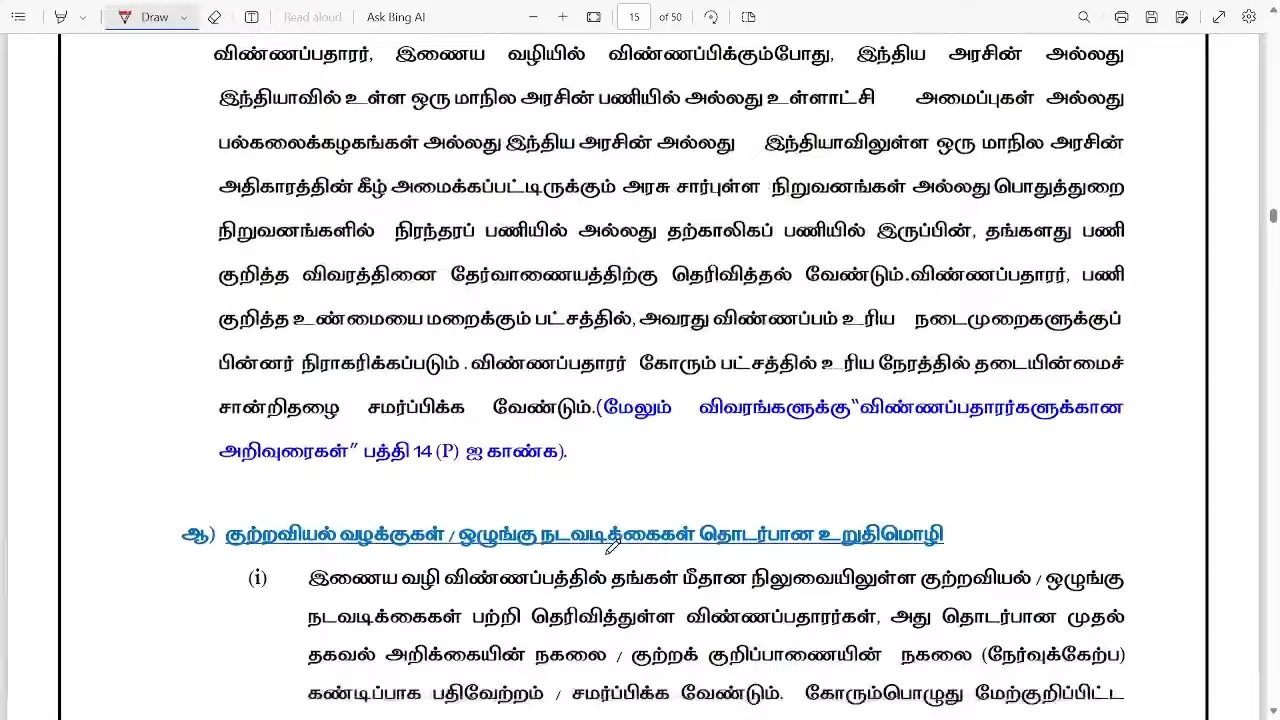 Draw
Read aloud
Ask Bing AI
15 of 50
விண்ணப்பதாரர், இணைய வழியில் விண்ணப்பிக்கும்போது, இந்திய அரசின் அல்லது
இந்தியாவில் உள்ள ஒரு மாநில அரசின் பணியில் அல்லது உள்ளாட்சி அமைப்புகள் அல்லது
பல்கலைக்கழகங்கள் அல்லது இந்திய அரசின் அல்லது இந்தியாவிலுள்ள ஒரு மாநில அரசின்
அதிகாரத்தின் கீழ் அமைக்கப்பட்டிருக்கும் அரசு சார்புள்ள நிறுவனங்கள் அல்லது பொதுத்துறை
நிறுவனங்களில் நிரந்தரப் பணியில் அல்லது தற்காலிகப் பணியில் இருப்பின், தங்களது பணி
குறித்த விவரத்தினை தேர்வாணையத்திற்கு தெரிவித்தல் வேண்டும்.விண்ணப்பதாரர், பணி
குறித்த உண்மையை மறைக்கும் பட்சத்தில், அவரது விண்ணப்பம் உரிய நடைமுறைகளுக்குப்
பின்னர் நிராகரிக்கப்படும் . விண்ணப்பதாரர் கோரும் பட்சத்தில் உரிய நேரத்தில் தடையின்மைச்
சான்றிதழை சமர்ப்பிக்க வேண்டும்.(மேலும் விவரங்களுக்கு“விண்ணப்பதாரர்களுக்கான
அறிவுரைகள்” பத்தி 14 (P) ஐ காண்க).
ஆ) குற்றவியல் வழக்குகள் / ஒழுங்கு நடவடிக்கைகள் தொடர்பான உறுதிமொழி
(i) இணைய வழி விண்ணப்பத்தில் தங்கள் மீதான நிலுவையிலுள்ள குற்றவியல் / ஒழுங்கு
நடவடிக்கைகள் பற்றி தெரிவித்துள்ள விண்ணப்பதாரர்கள், அது தொடர்பான முதல்
தகவல் அறிக்கையின் நகலை / குற்றக் குறிப்பாணையின் நகலை (நேர்வுக்கேற்ப)
கண்டிப்பாக பதிவேற்றம் / சமர்ப்பிக்க வேண்டும். கோரும்பொழுது மேற்குறிப்பிட்ட